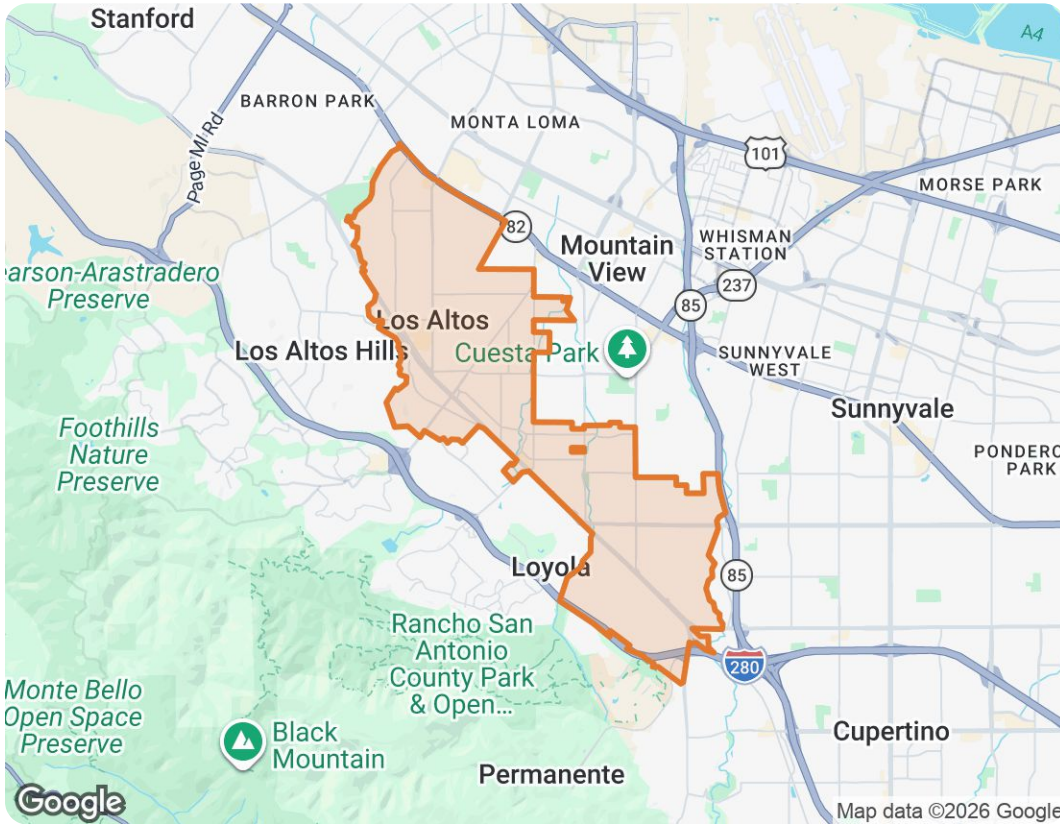 Stanford
A4
BARRON PARK
MONTA LOMA
Page Mill Rd
101
MORSE PARK
82
Mountain
View
WHISMAN
STATION
237
85
earson-Arastradero
Preserve
Los Altos
Los Altos Hills
Cuesta Park
SUNNYVALE
WEST
Sunnyvale
Foothills
Nature
Preserve
PONDERO
PARK
Loyola
85
Rancho San
Antonio
County Park
& Open...
280
Monte Bello
Open Space
Preserve
Black
Mountain
Cupertino
Permanente
Google
Map data ©2026 Google